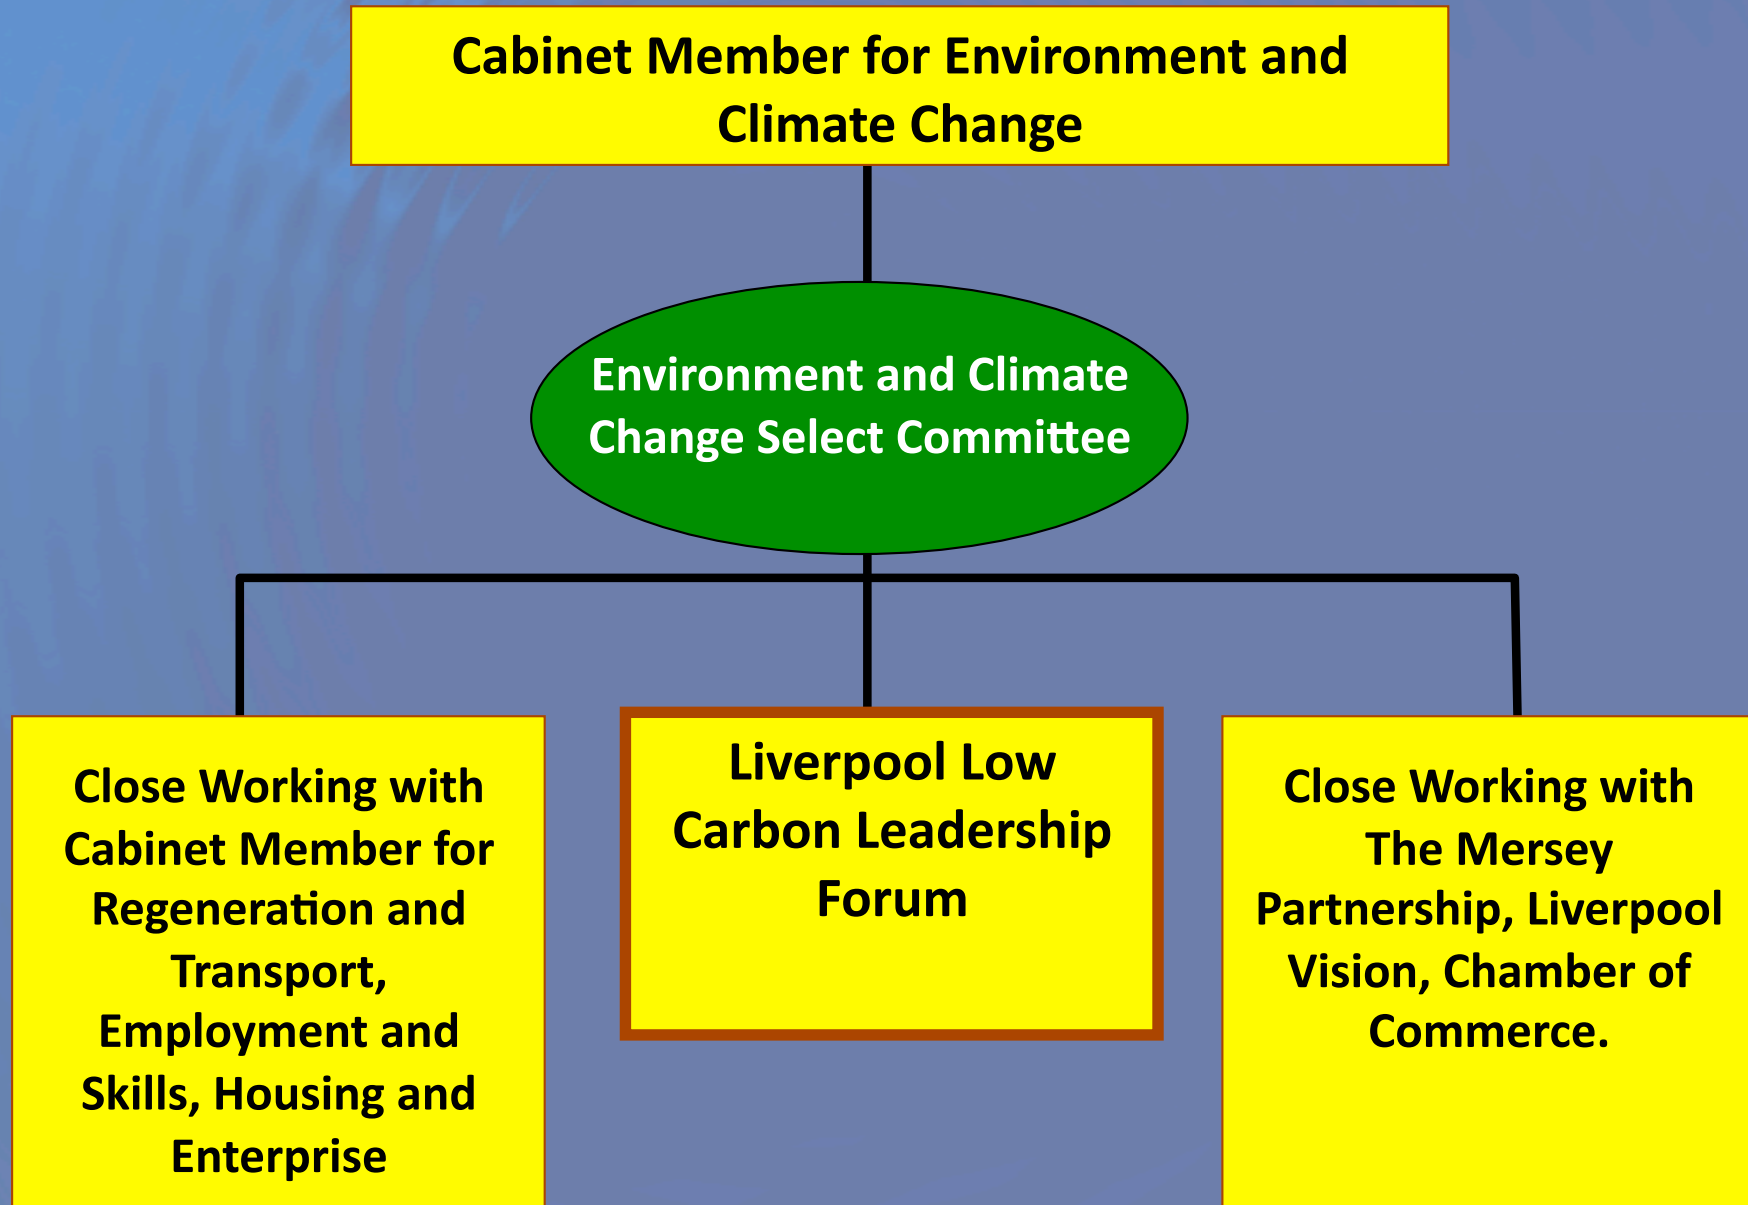 Cabinet Member for Environment and
Climate Change
Environment and Climate
Change Select Committee
Close Working with
Cabinet Member for
Regeneration and
Transport,
Employment and
Skills, Housing and
Enterprise
Liverpool Low
Carbon Leadership
Forum
Close Working with
The Mersey
Partnership, Liverpool
Vision, Chamber of
Commerce.